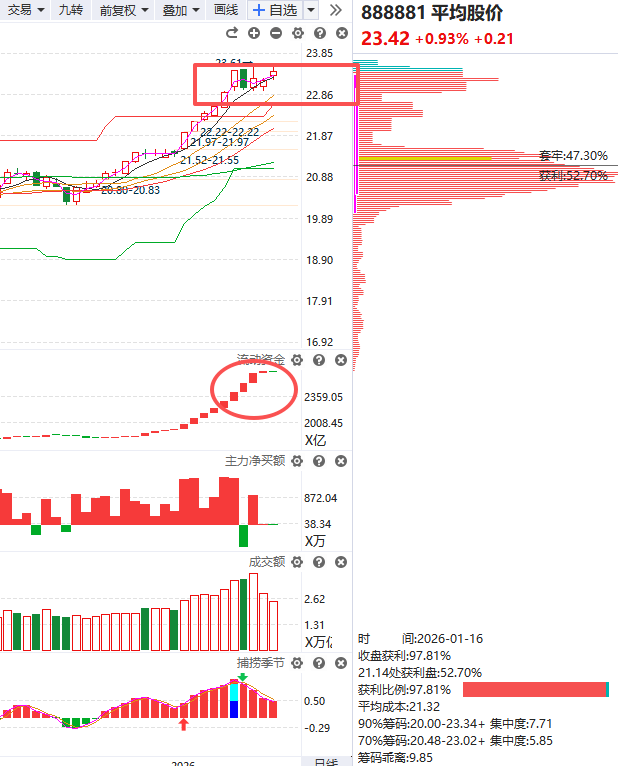 交易 九转 前复权 叠加 画线 自选
888881 平均股价
23.42 +0.93% +0.21
23.85
22.86
21.87
20.88
19.89
18.90
17.91
16.92
23.61
22.22-22.22
21.97-21.97
21.52-21.55
20.80-20.83
套牢:47.30%
获利:52.70%
流动资金
2359.05
2008.45
X亿
主力净买额
872.04
38.34
X万
成交额
2.62
1.31
X万亿
捕捞季节
0.50
-0.29
2026
日线
时 间:2026-01-16
收盘获利:97.81%
21.14处获利盘:52.70%
获利比例:97.81%
平均成本:21.32
90%筹码:20.00-23.34+ 集中度:7.71
70%筹码:20.48-23.02+ 集中度:5.85
筹码乖离:9.85